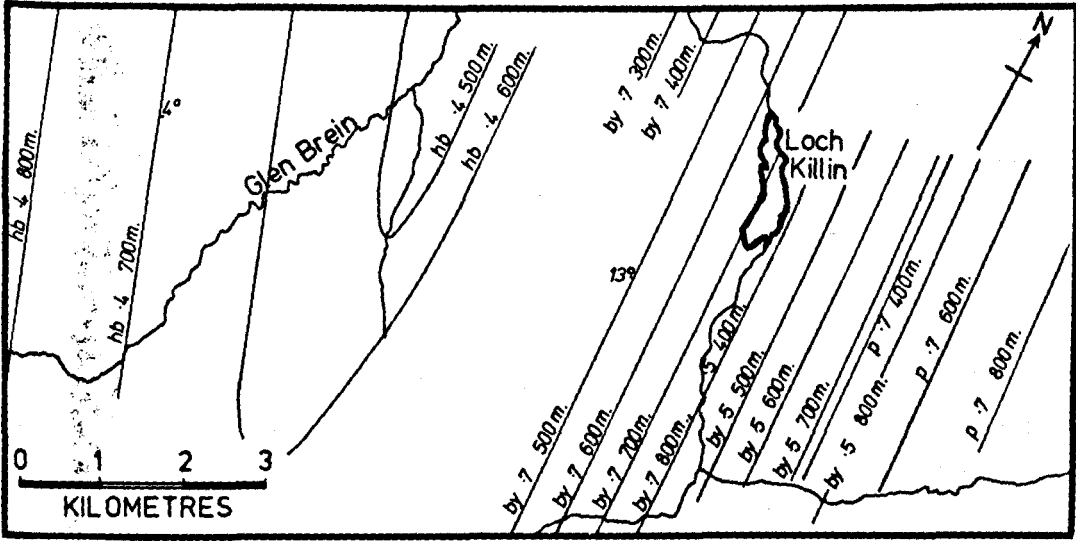 hb ·4 800m.
·4°
hb ·4 700m.
Glen Brein
hb ·4 500m.
hb ·4 600m.
by ·7 300m.
by ·7 400m.
N
Loch
Killin
13°
by ·7 500m.
by ·7 600m.
by ·7 700m.
by ·7 800m.
·5 400m.
by ·5 500m.
by ·5 600m.
by ·5 700m.
by ·5 800m.
p ·7 400m.
p ·7 600m.
p ·7 800m.
0 1 2 3
KILOMETRES